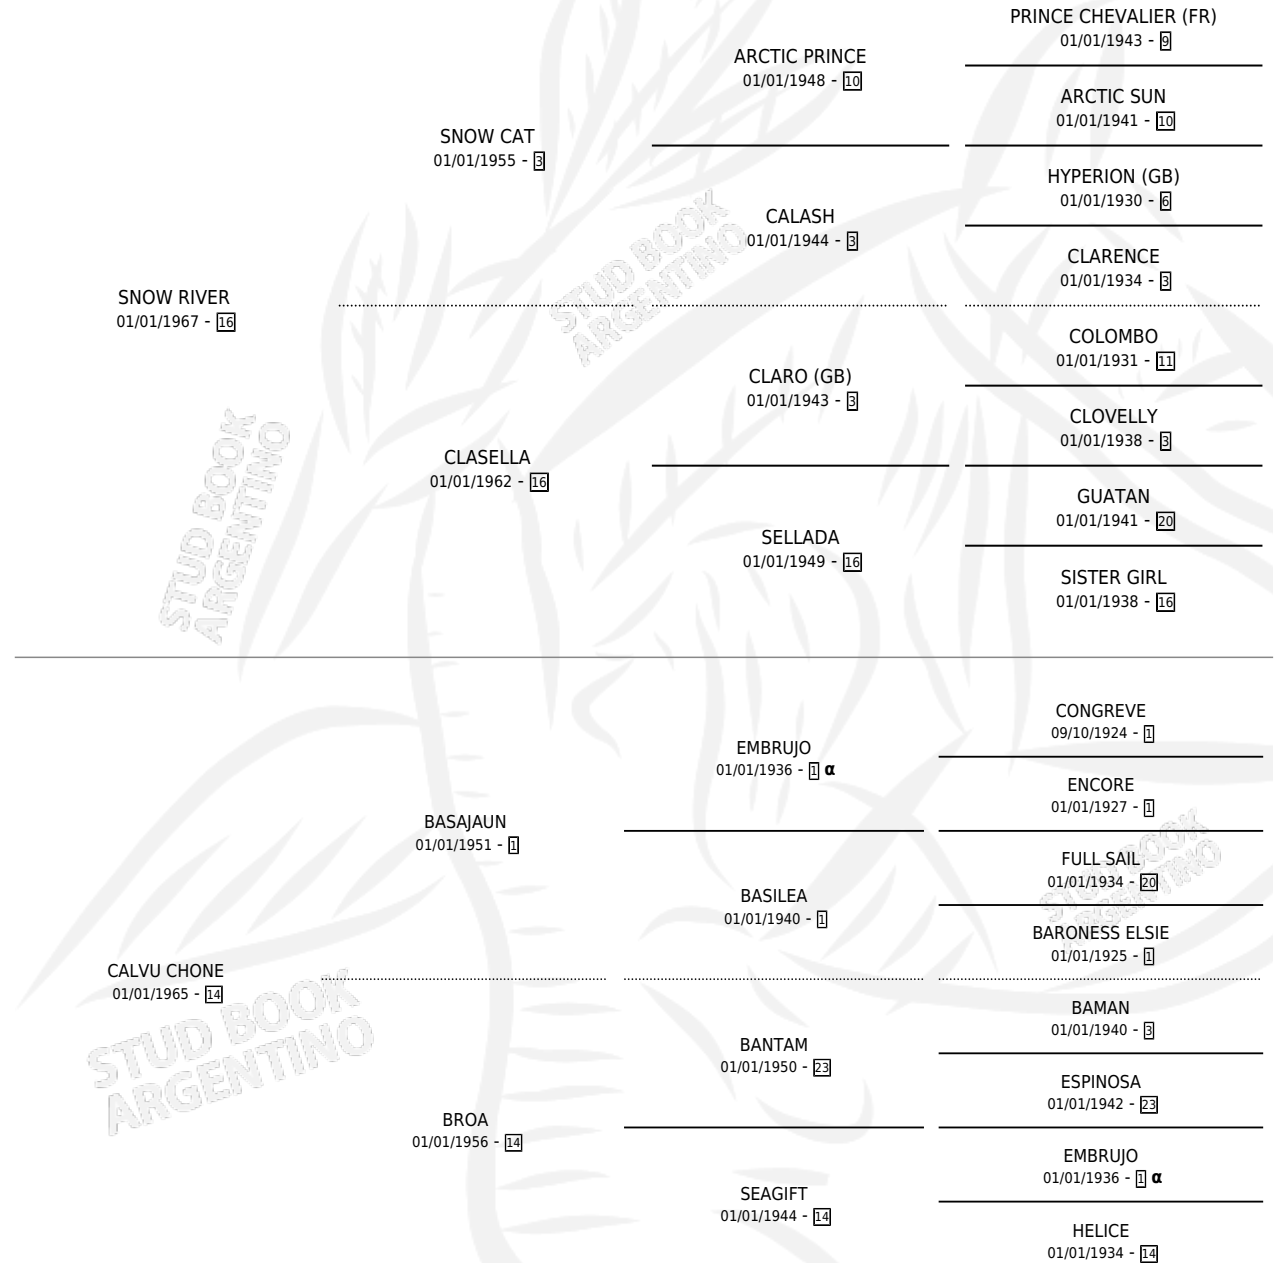 PRINCE CHEVALIER (FR)
01/01/1943 - 9
ARCTIC PRINCE
01/01/1948 - 10
ARCTIC SUN
01/01/1941 - 10
SNOW CAT
01/01/1955 - 3
HYPERION (GB)
01/01/1930 - 6
CALASH
01/01/1944 - 3
CLARENCE
01/01/1934 - 3
SNOW RIVER
01/01/1967 - 16
COLOMBO
01/01/1931 - 11
CLARO (GB)
01/01/1943 - 3
CLOVELLY
01/01/1938 - 3
CLASELLA
01/01/1962 - 16
GUATAN
01/01/1941 - 20
SELLADA
01/01/1949 - 16
SISTER GIRL
01/01/1938 - 16
CONGREVE
09/10/1924 - 1
EMBRUJO
01/01/1936 - 1 α
ENCORE
01/01/1927 - 1
BASAJAUN
01/01/1951 - 1
FULL SAIL
01/01/1934 - 20
BASILEA
01/01/1940 - 1
BARONESS ELSIE
01/01/1925 - 1
CALVU CHONE
01/01/1965 - 14
BAMAN
01/01/1940 - 3
BANTAM
01/01/1950 - 23
ESPINOSA
01/01/1942 - 23
BROA
01/01/1956 - 14
EMBRUJO
01/01/1936 - 1 α
SEAGIFT
01/01/1944 - 14
HELICE
01/01/1934 - 14
STUD BOOK
ARGENTINO
STUD BOOK
ARGENTINO
STUD BOOK
ARGENTINO
STUD BOOK
ARGENTINO